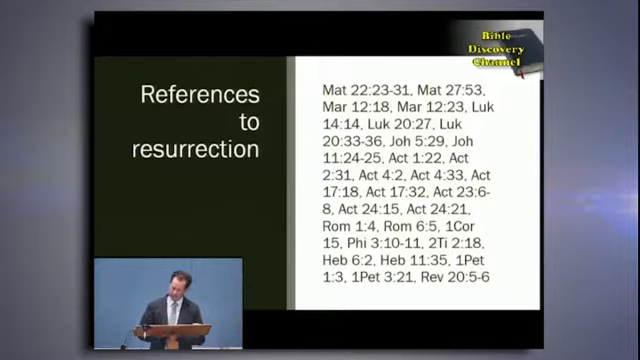 Bible
Discovery
Channel
References
to
resurrection
Mat 22:23-31, Mat 27:53,
Mar 12:18, Mar 12:23, Luk
14:14, Luk 20:27, Luk
20:33-36, Joh 5:29, Joh
11:24-25, Act 1:22, Act
2:31, Act 4:2, Act 4:33, Act
17:18, Act 17:32, Act 23:6-
8, Act 24:15, Act 24:21,
Rom 1:4, Rom 6:5, 1Cor
15, Phi 3:10-11, 2Ti 2:18,
Heb 6:2, Heb 11:35, 1Pet
1:3, 1Pet 3:21, Rev 20:5-6